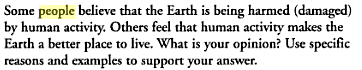 Some people believe that the Earth is being harmed (damaged)
by human activity. Others feel that human activity makes the
Earth a better place to live. What is your opinion? Use specific
reasons and examples to support your answer.